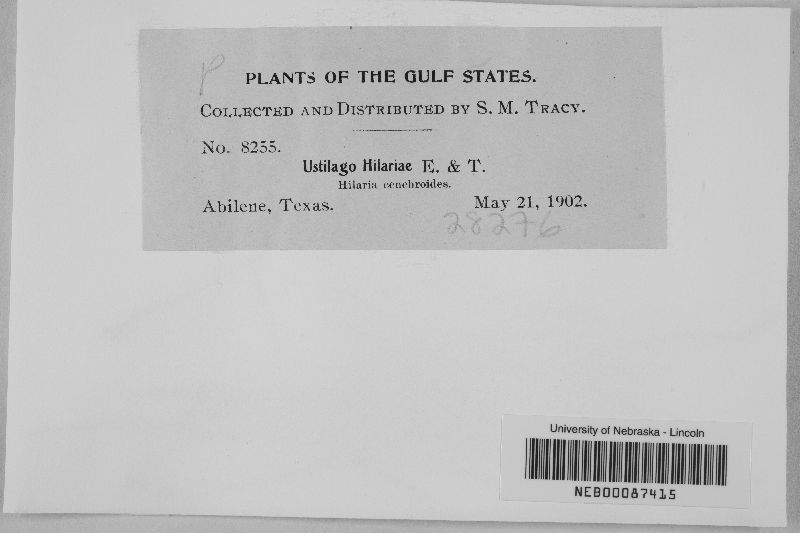 P
PLANTS OF THE GULF STATES.
COLLECTED AND DISTRIBUTED BY S. M. TRACY.
No. 8255.
Ustilago Hilariae E. & T.
Hilaria cenchroides.
Abilene, Texas. May 21, 1902.
28276
University of Nebraska - Lincoln
NEB00087415